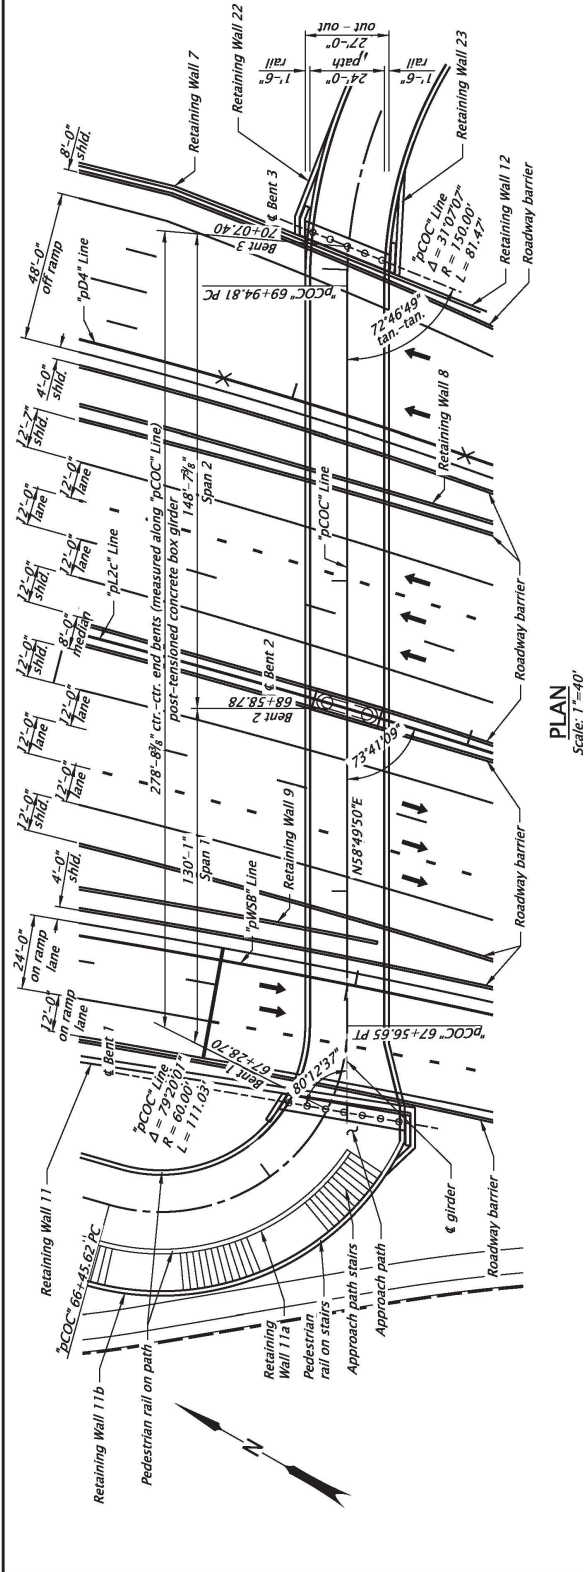 Retaining Wall 11b
Pedestrian rail on path
"pCOC" 66+45.62 PC
Retaining Wall 11
Retaining
Wall 11a
Pedestrian
rail on stairs
Approach path stairs
Approach path
℄ girder
Roadway barrier
N
"pCOC" Line
Δ = 79°20'01"
R = 60.00'
L = 111.03'
℄ Bent 1
Bent 1
67+28.70
80°12'37"
"pCOC" 67+56.65 PT
12'-0"
on ramp
lane
24'-0"
on ramp
lane
4'-0"
shld.
12'-0"
shld.
12'-0"
lane
12'-0"
lane
12'-0"
lane
12'-0"
shld.
8'-0"
median
12'-0"
shld.
12'-0"
lane
12'-0"
lane
12'-0"
lane
12'-7"
shld.
4'-0"
shld.
48'-0"
off ramp
8'-0"
shld.
"pWSB" Line
Retaining Wall 9
130'-1"
Span 1
278'-8⅜" ctr.-ctr. end bents (measured along "pCOC" Line)
post-tensioned concrete box girder
148'-7⅜"
Span 2
"pL2c" Line
"pD4" Line
N58°49'50"E
Bent 2
68+58.78
℄ Bent 2
73°41'09"
"pCOC" Line
Roadway barrier
Roadway barrier
Retaining Wall 8
"pCOC" 69+94.81 PC
Bent 3
70+07.40
℄ Bent 3
72°46'49"
tan.-tan.
"pCOC" Line
Δ = 31°07'07"
R = 150.00'
L = 81.47'
Retaining Wall 7
Retaining Wall 22
1'-6"
rail
24'-0"
path
1'-6"
rail
27'-0"
out - out
Retaining Wall 23
Retaining Wall 12
Roadway barrier
PLAN
Scale: 1"=40'